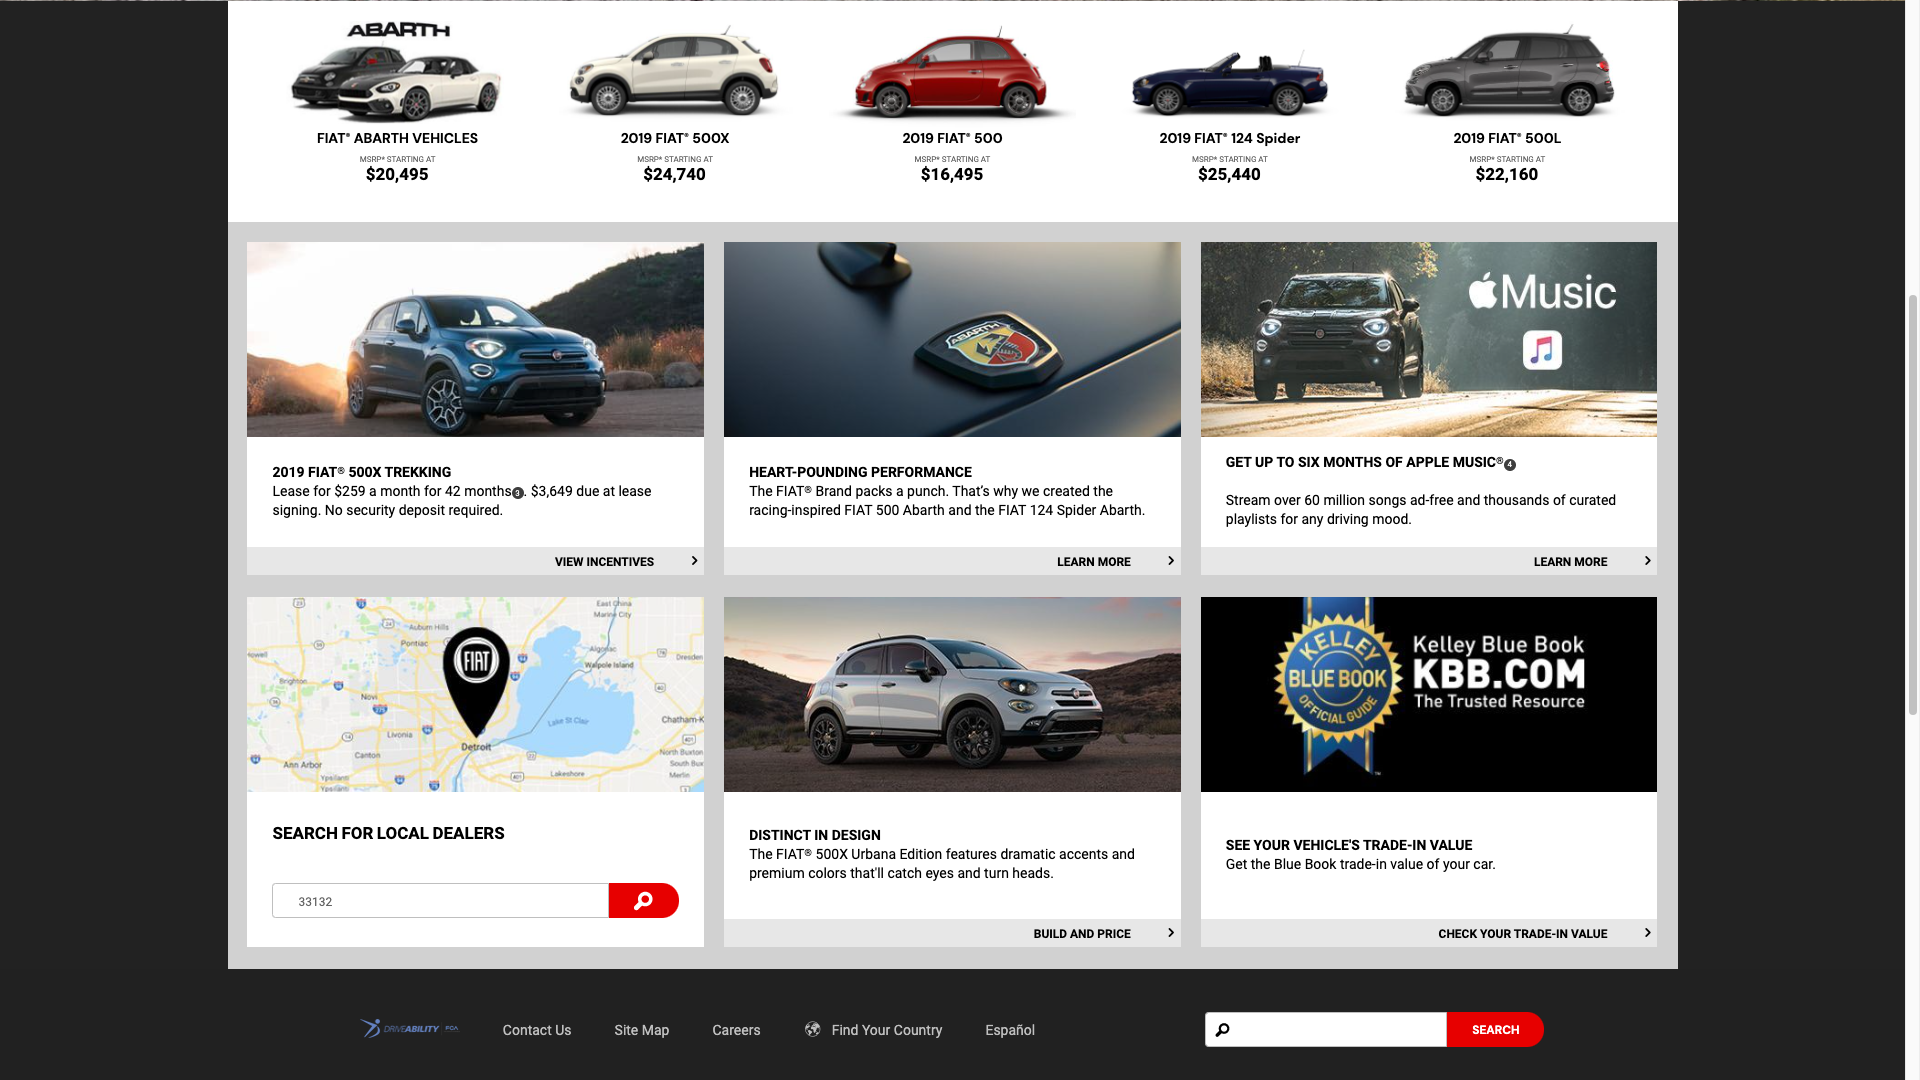 ABARTH
FIAT® ABARTH VEHICLES
MSRP* STARTING AT
$20,495
2019 FIAT® 500X
MSRP* STARTING AT
$24,740
2019 FIAT® 500
MSRP* STARTING AT
$16,495
2019 FIAT® 124 Spider
MSRP* STARTING AT
$25,440
2019 FIAT® 500L
MSRP* STARTING AT
$22,160
2019 FIAT® 500X TREKKING
Lease for $259 a month for 42 months3. $3,649 due at lease
signing. No security deposit required.
VIEW INCENTIVES
ABARTH
HEART-POUNDING PERFORMANCE
The FIAT® Brand packs a punch. That’s why we created the
racing-inspired FIAT 500 Abarth and the FIAT 124 Spider Abarth.
LEARN MORE
Music
GET UP TO SIX MONTHS OF APPLE MUSIC®4
Stream over 60 million songs ad-free and thousands of curated
playlists for any driving mood.
LEARN MORE
East China
Marine City
Auburn Hills
Pontiac
Algonac
Walpole Island
Dresden
Brighton
FIAT
Novi
Lake St Clair
Chatham-K
Livonia
Detroit
Canton
North Buxton
Ann Arbor
South Bux
Ypsilanti
Lakeshore
Merlin
SEARCH FOR LOCAL DEALERS
33132
DISTINCT IN DESIGN
The FIAT® 500X Urbana Edition features dramatic accents and
premium colors that'll catch eyes and turn heads.
BUILD AND PRICE
KELLEY
BLUE BOOK
OFFICIAL GUIDE
Kelley Blue Book
KBB.COM
The Trusted Resource
SEE YOUR VEHICLE'S TRADE-IN VALUE
Get the Blue Book trade-in value of your car.
CHECK YOUR TRADE-IN VALUE
DRIVEABILITY FCA
Contact Us
Site Map
Careers
Find Your Country
Español
SEARCH